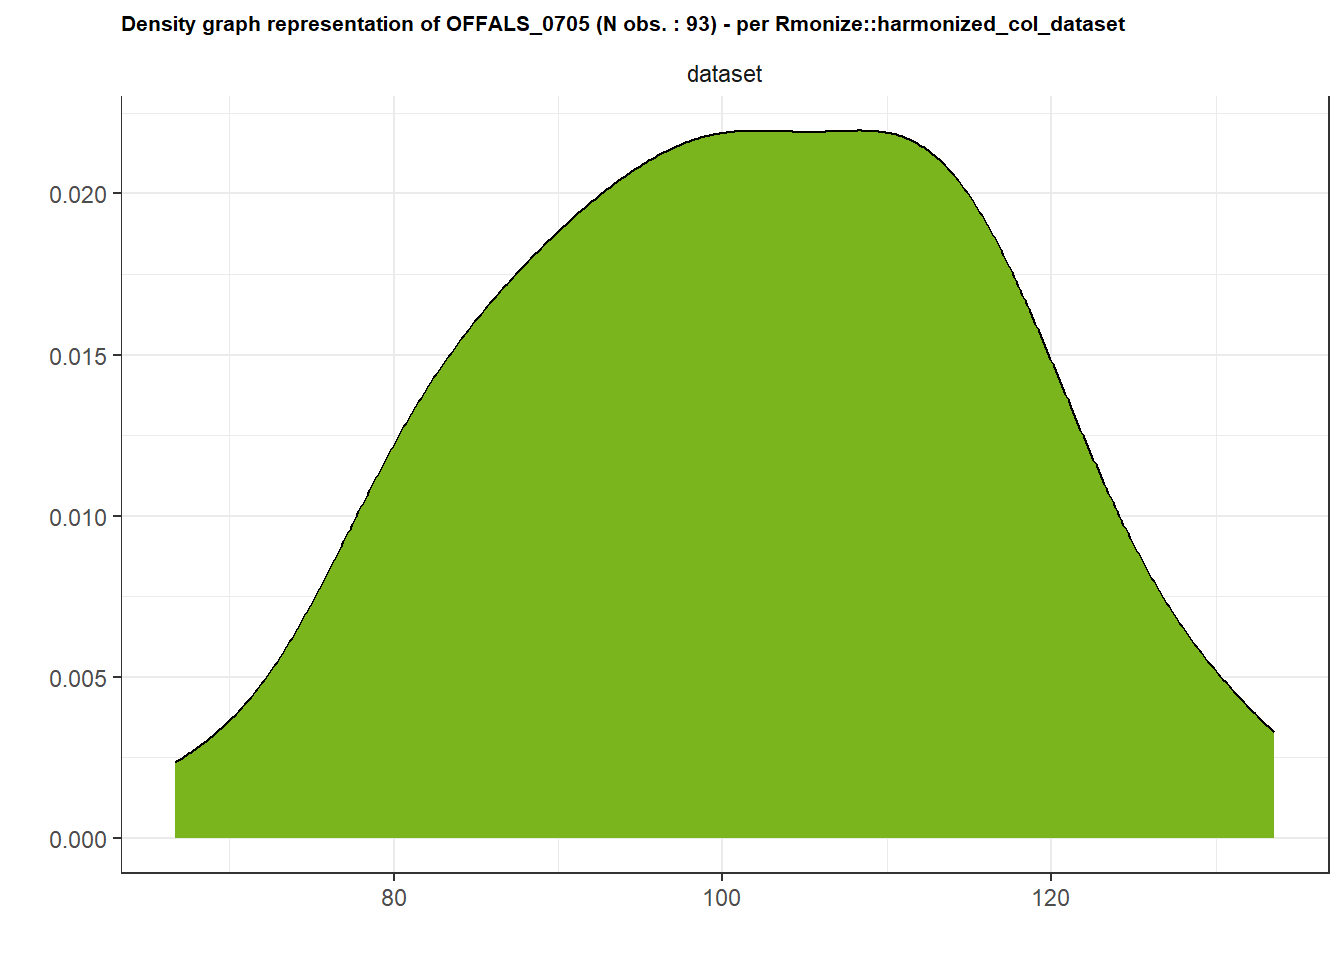 Density graph representation of OFFALS_0705 (N obs. : 93) - per Rmonize::harmonized_col_dataset
dataset
0.020
0.015
0.010
0.005
0.000
80 100 120